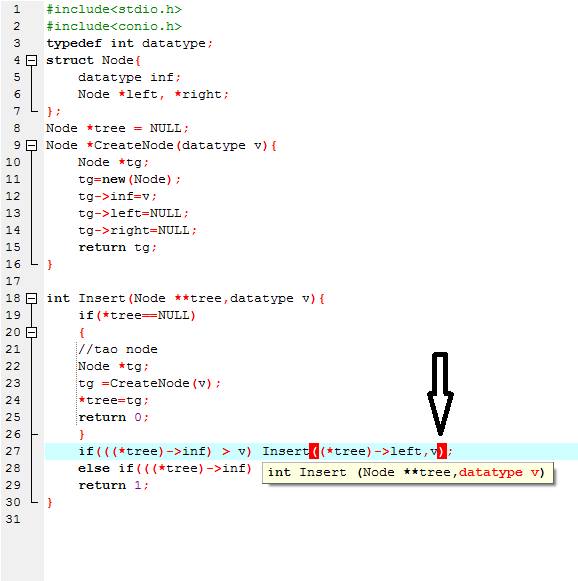 1 #include<stdio.h>
2 #include<conio.h>
3 typedef int datatype;
4 struct Node{
5 datatype inf;
6 Node *left, *right;
7 };
8 Node *tree = NULL;
9 Node *CreateNode(datatype v){
10 Node *tg;
11 tg=new(Node);
12 tg->inf=v;
13 tg->left=NULL;
14 tg->right=NULL;
15 return tg;
16 }
17
18 int Insert(Node **tree,datatype v){
19 if(*tree==NULL)
20 {
21 //tao node
22 Node *tg;
23 tg =CreateNode(v);
24 *tree=tg;
25 return 0;
26 }
27 if(((*tree)->inf) > v) Insert((*tree)->left,v);
28 else if(((*tree)->inf)
int Insert (Node **tree,datatype v)
29 return 1;
30 }
31